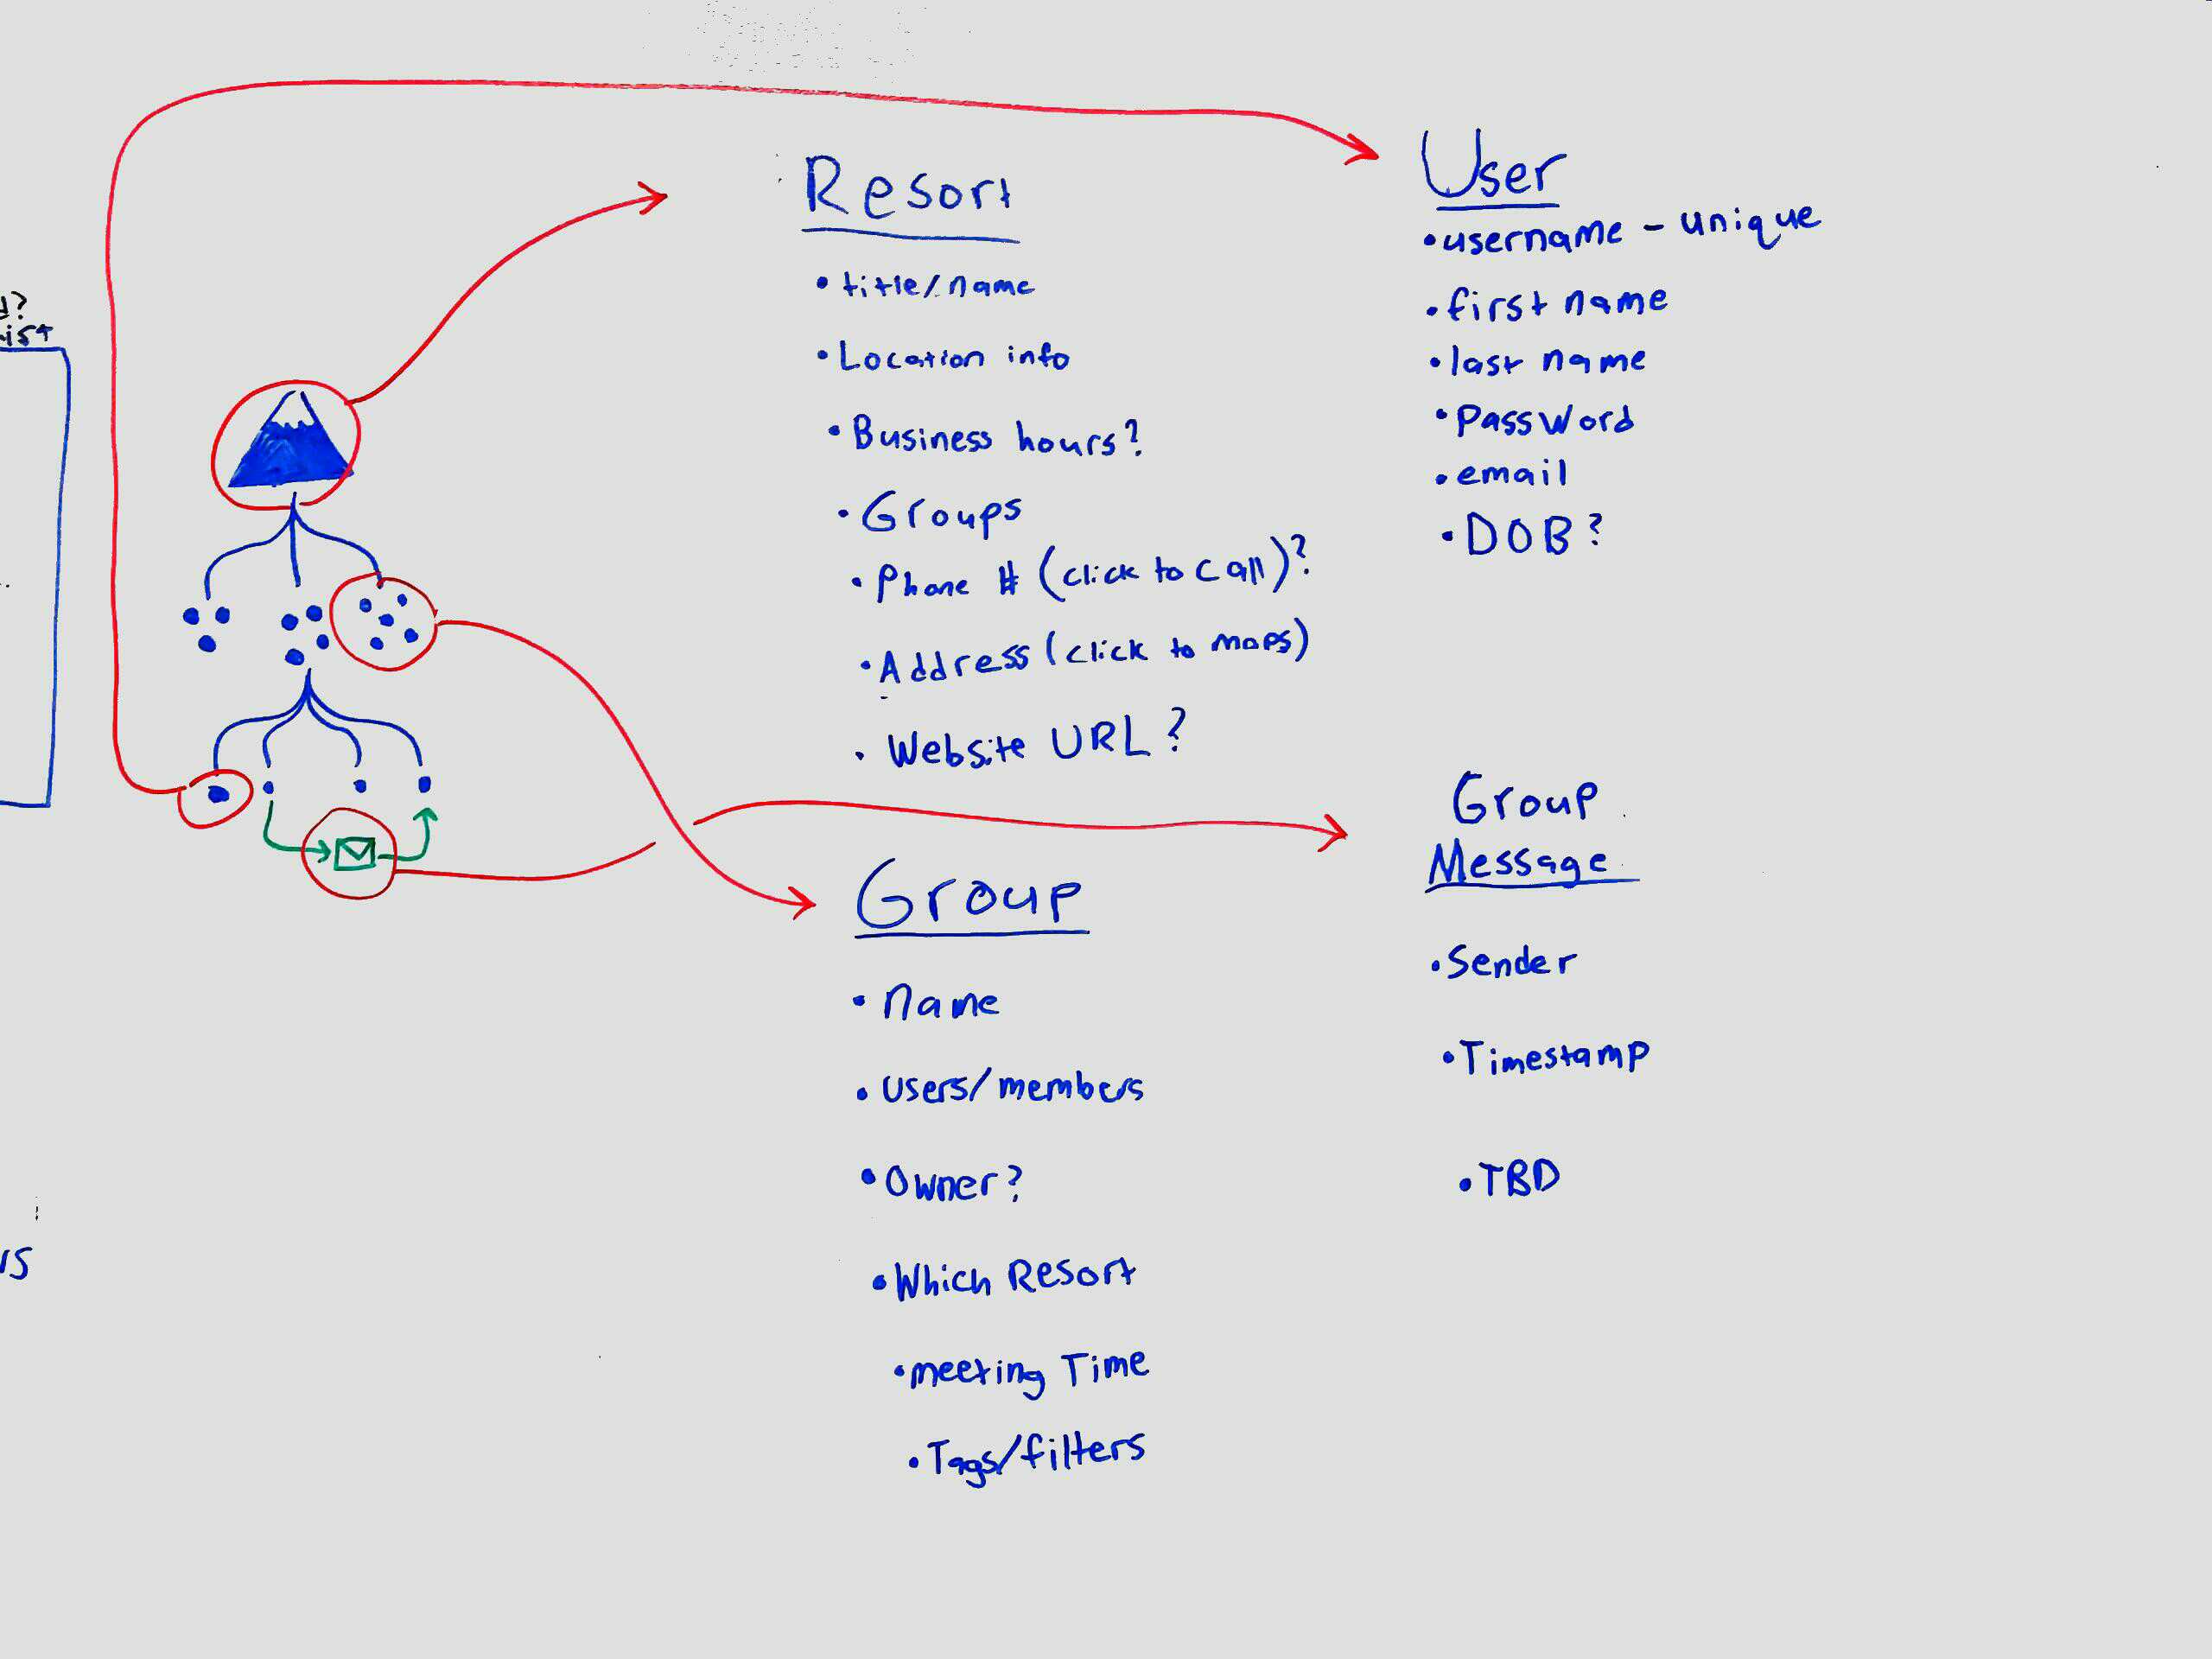 d?
ist
Resort
• title/name
• Location info
• Business hours?
• Groups
• Phone # (click to call)?
• Address (click to maps)
• Website URL?
User
• username - unique
• first name
• last name
• PassWord
• email
• DOB?
Group
• Name
• Users/members
• Owner?
• Which Resort
• meeting Time
• Tags/filters
Group
Message
• Sender
• Timestamp
• TBD